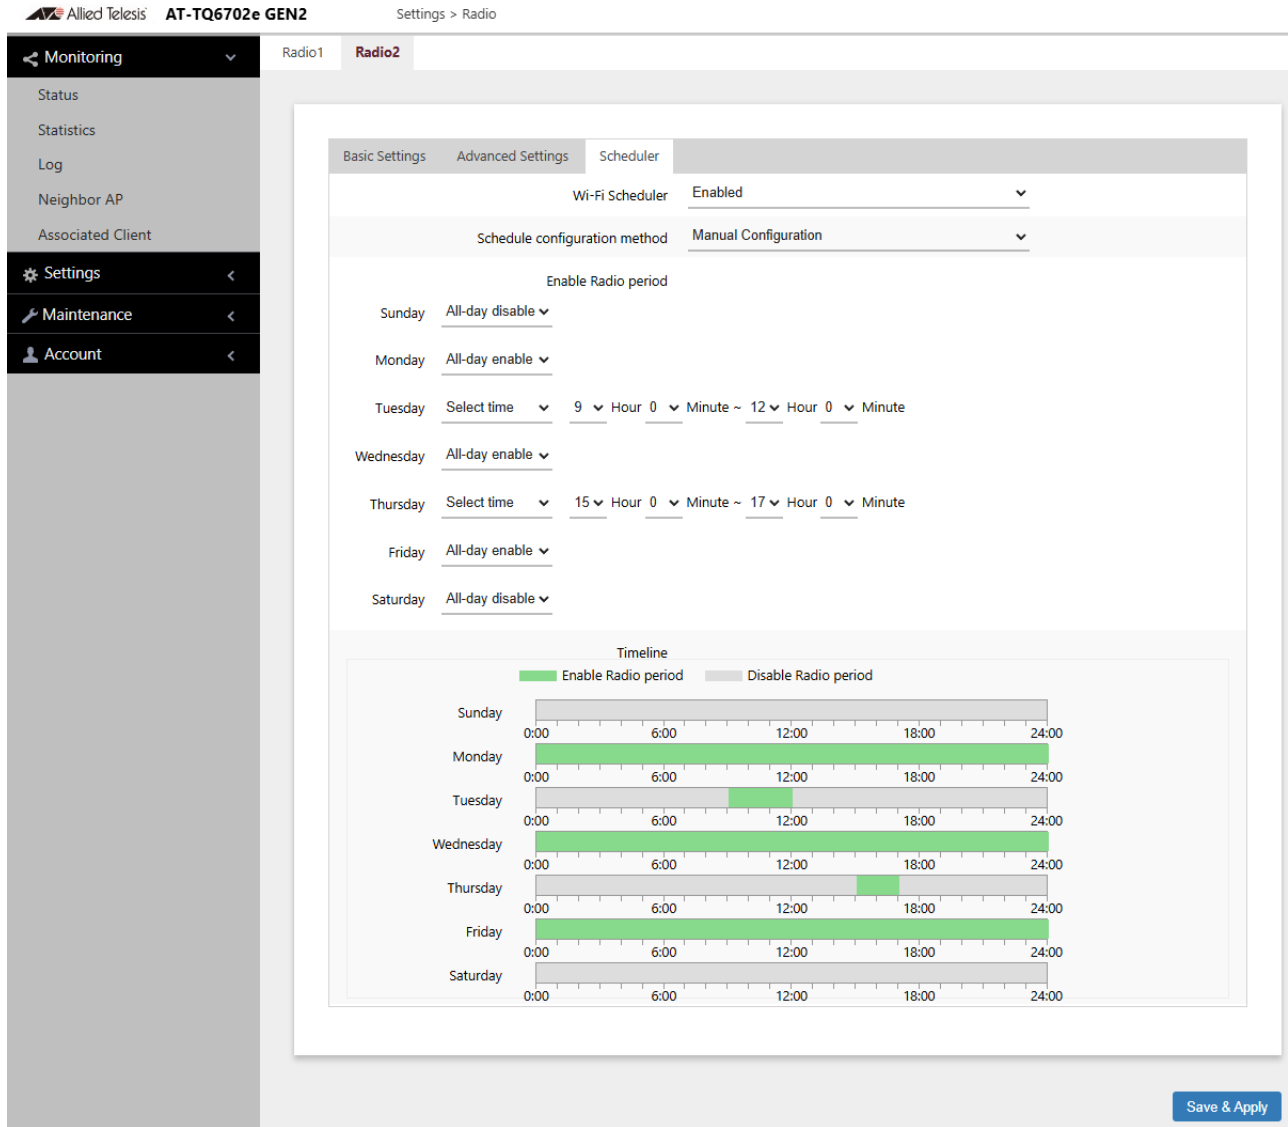 Allied Telesis AT-TQ6702e GEN2 Settings > Radio
Monitoring
Status
Statistics
Log
Neighbor AP
Associated Client
Settings
Maintenance
Account
Radio1 Radio2
Basic Settings Advanced Settings Scheduler
Wi-Fi Scheduler Enabled
Schedule configuration method Manual Configuration
Enable Radio period
Sunday All-day disable
Monday All-day enable
Tuesday Select time 9 Hour 0 Minute ~ 12 Hour 0 Minute
Wednesday All-day enable
Thursday Select time 15 Hour 0 Minute ~ 17 Hour 0 Minute
Friday All-day enable
Saturday All-day disable
Timeline
Enable Radio period Disable Radio period
Sunday
0:00 6:00 12:00 18:00 24:00
Monday
0:00 6:00 12:00 18:00 24:00
Tuesday
0:00 6:00 12:00 18:00 24:00
Wednesday
0:00 6:00 12:00 18:00 24:00
Thursday
0:00 6:00 12:00 18:00 24:00
Friday
0:00 6:00 12:00 18:00 24:00
Saturday
0:00 6:00 12:00 18:00 24:00
Save & Apply